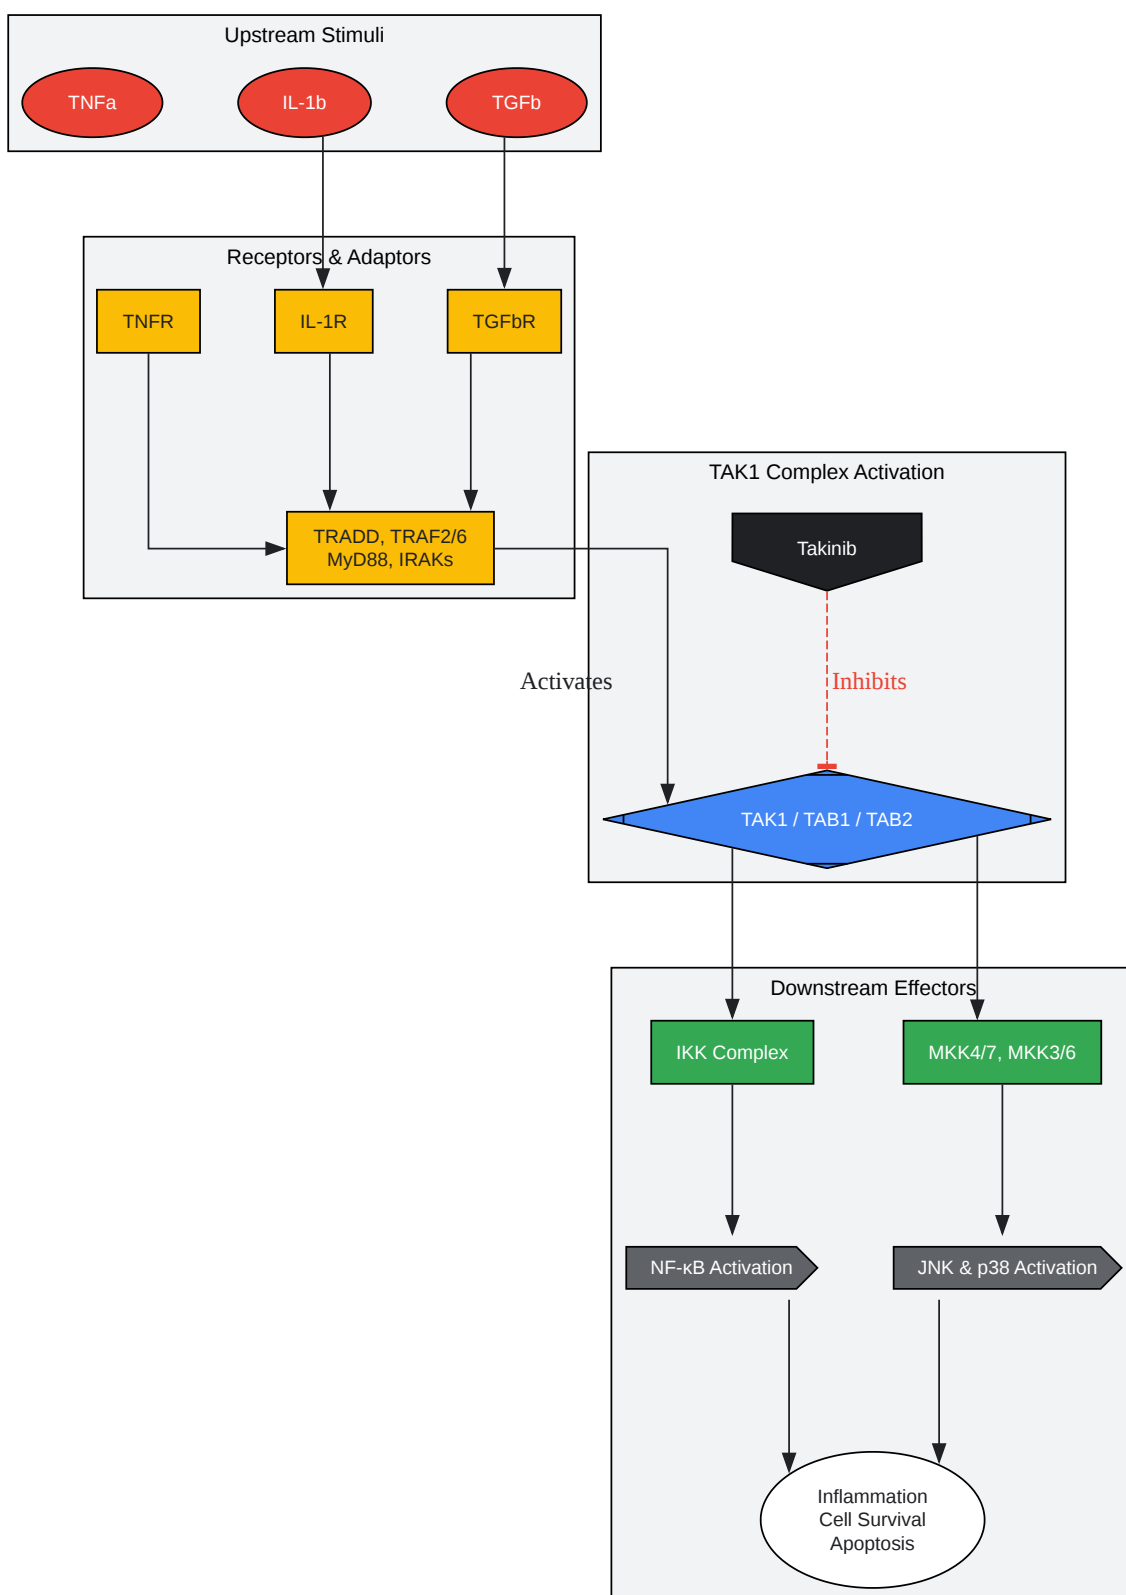 Upstream Stimuli
TNFa
IL-1b
TGFb
Receptors & Adaptors
TNFR
IL-1R
TGFbR
TRADD, TRAF2/6
MyD88, IRAKs
TAK1 Complex Activation
Takinib
Activates
Inhibits
TAK1 / TAB1 / TAB2
Downstream Effectors
IKK Complex
MKK4/7, MKK3/6
NF-κB Activation
JNK & p38 Activation
Inflammation
Cell Survival
Apoptosis